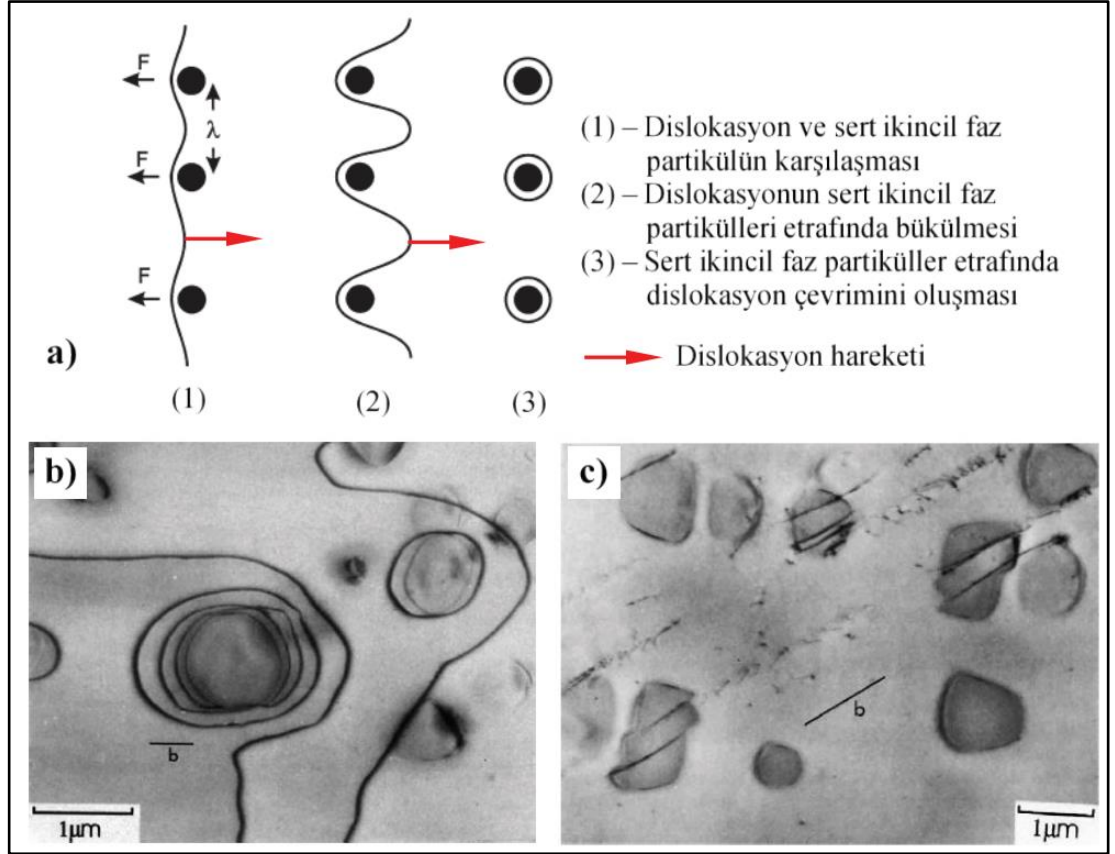 F
λ
F
F
a)
(1)
(2)
(3)
(1) – Dislokasyon ve sert ikincil faz
partikülün karşılaşması
(2) – Dislokasyonun sert ikincil faz
partikülleri etrafında bükülmesi
(3) – Sert ikincil faz partiküller etrafında
dislokasyon çevrimini oluşması
Dislokasyon hareketi
b)
b
1μm
c)
b
1μm